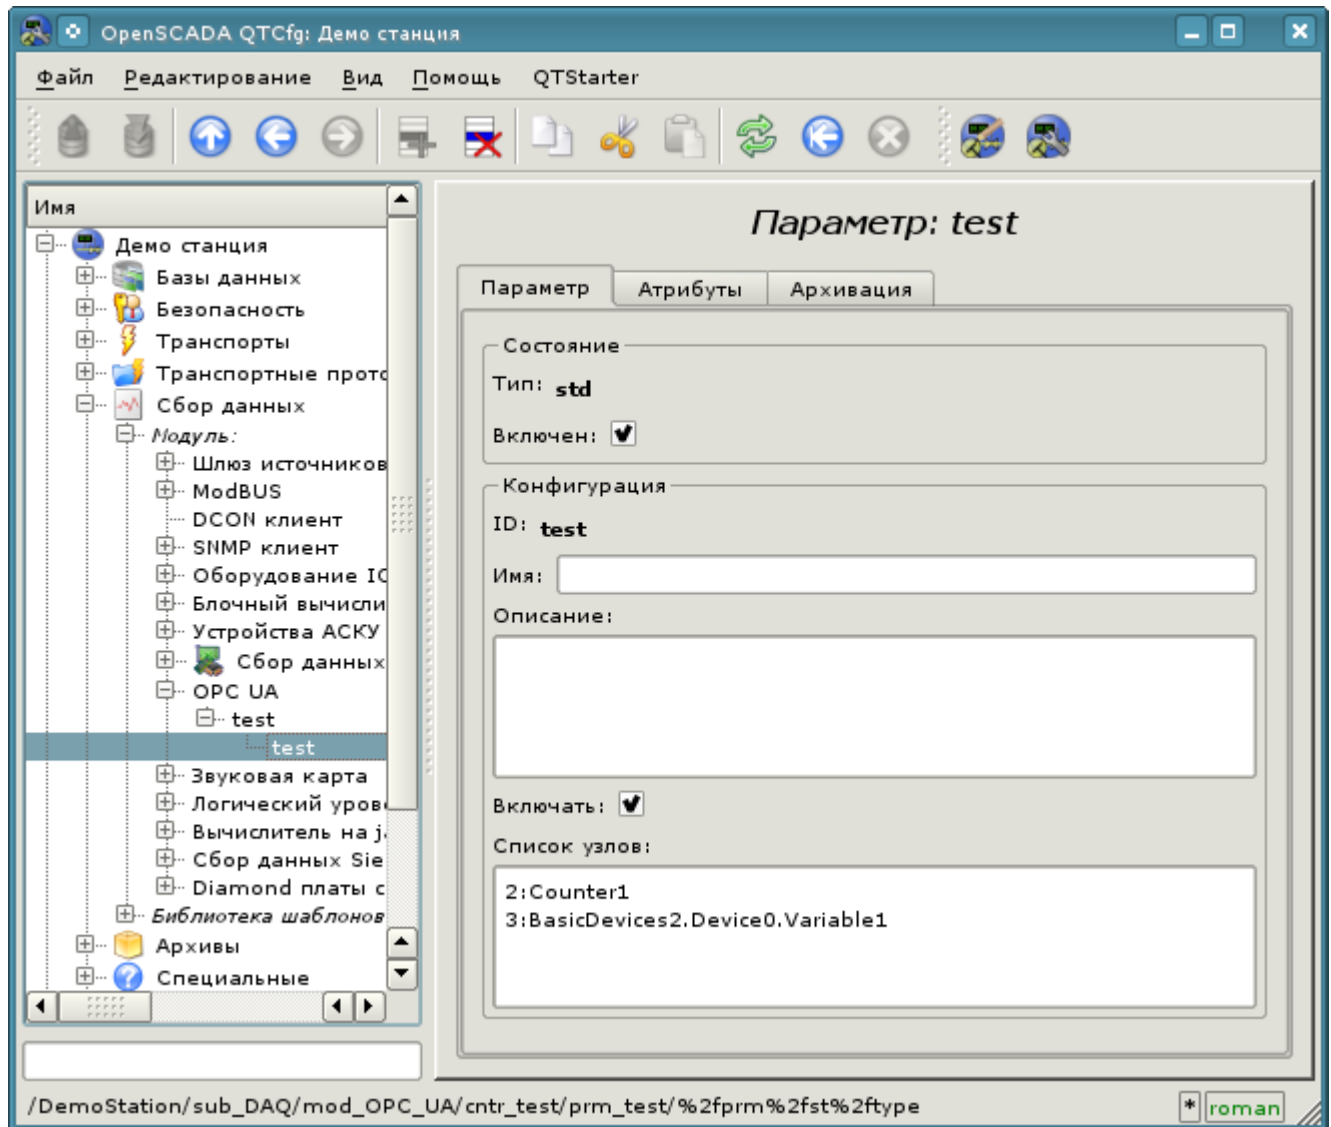 OpenSCADA QTCfg: Демо станция
Файл Редактирование Вид Помощь QTStarter
Имя
Демо станция
Базы данных
Безопасность
Транспорты
Транспортные прото
Сбор данных
Модуль:
Шлюз источников
ModBUS
DCON клиент
SNMP клиент
Оборудование IC
Блочный вычисли
Устройства АСКУ
Сбор данных
OPC UA
test
test
Звуковая карта
Логический уров
Вычислитель на j
Сбор данных Sie
Diamond платы с
Библиотека шаблонов
Архивы
Специальные
Параметр: test
Параметр Атрибуты Архивация
Состояние
Тип: std
Включен:
Конфигурация
ID: test
Имя:
Описание:
Включать:
Список узлов:
2:Counter1
3:BasicDevices2.Device0.Variable1
/DemoStation/sub_DAQ/mod_OPC_UA/cntr_test/prm_test/%2fprm%2fst%2ftype
* roman